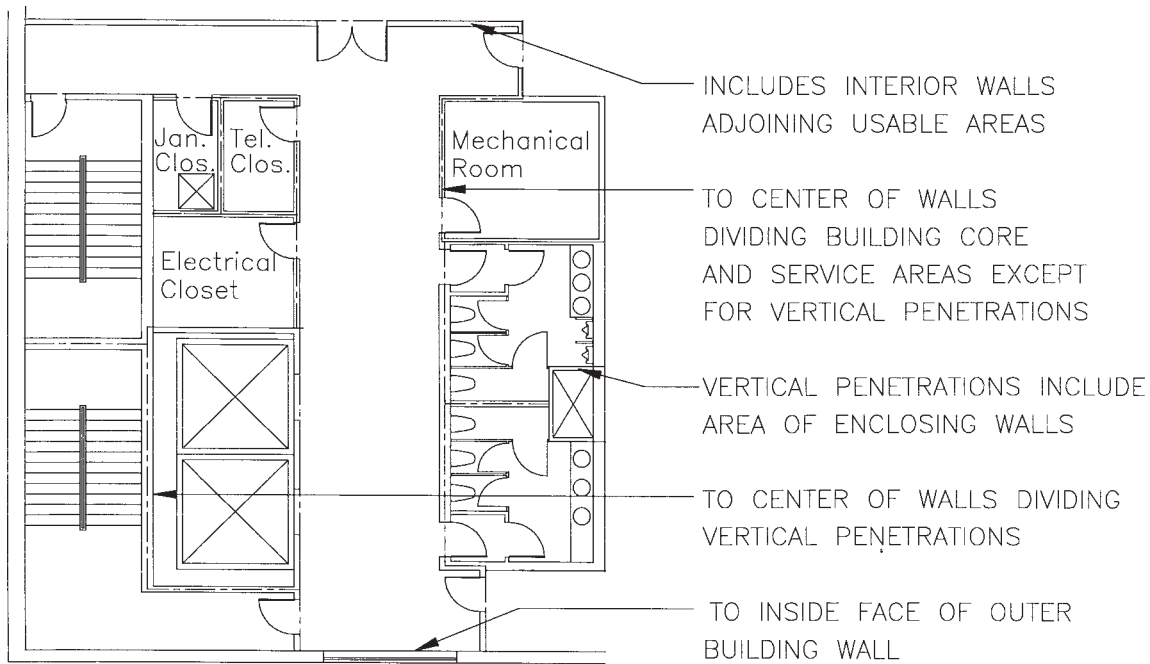 INCLUDES INTERIOR WALLS
ADJOINING USABLE AREAS
Jan.
Clos.
Tel.
Clos.
Mechanical
Room
TO CENTER OF WALLS
DIVIDING BUILDING CORE
AND SERVICE AREAS EXCEPT
FOR VERTICAL PENETRATIONS
Electrical
Closet
VERTICAL PENETRATIONS INCLUDE
AREA OF ENCLOSING WALLS
TO CENTER OF WALLS DIVIDING
VERTICAL PENETRATIONS
TO INSIDE FACE OF OUTER
BUILDING WALL